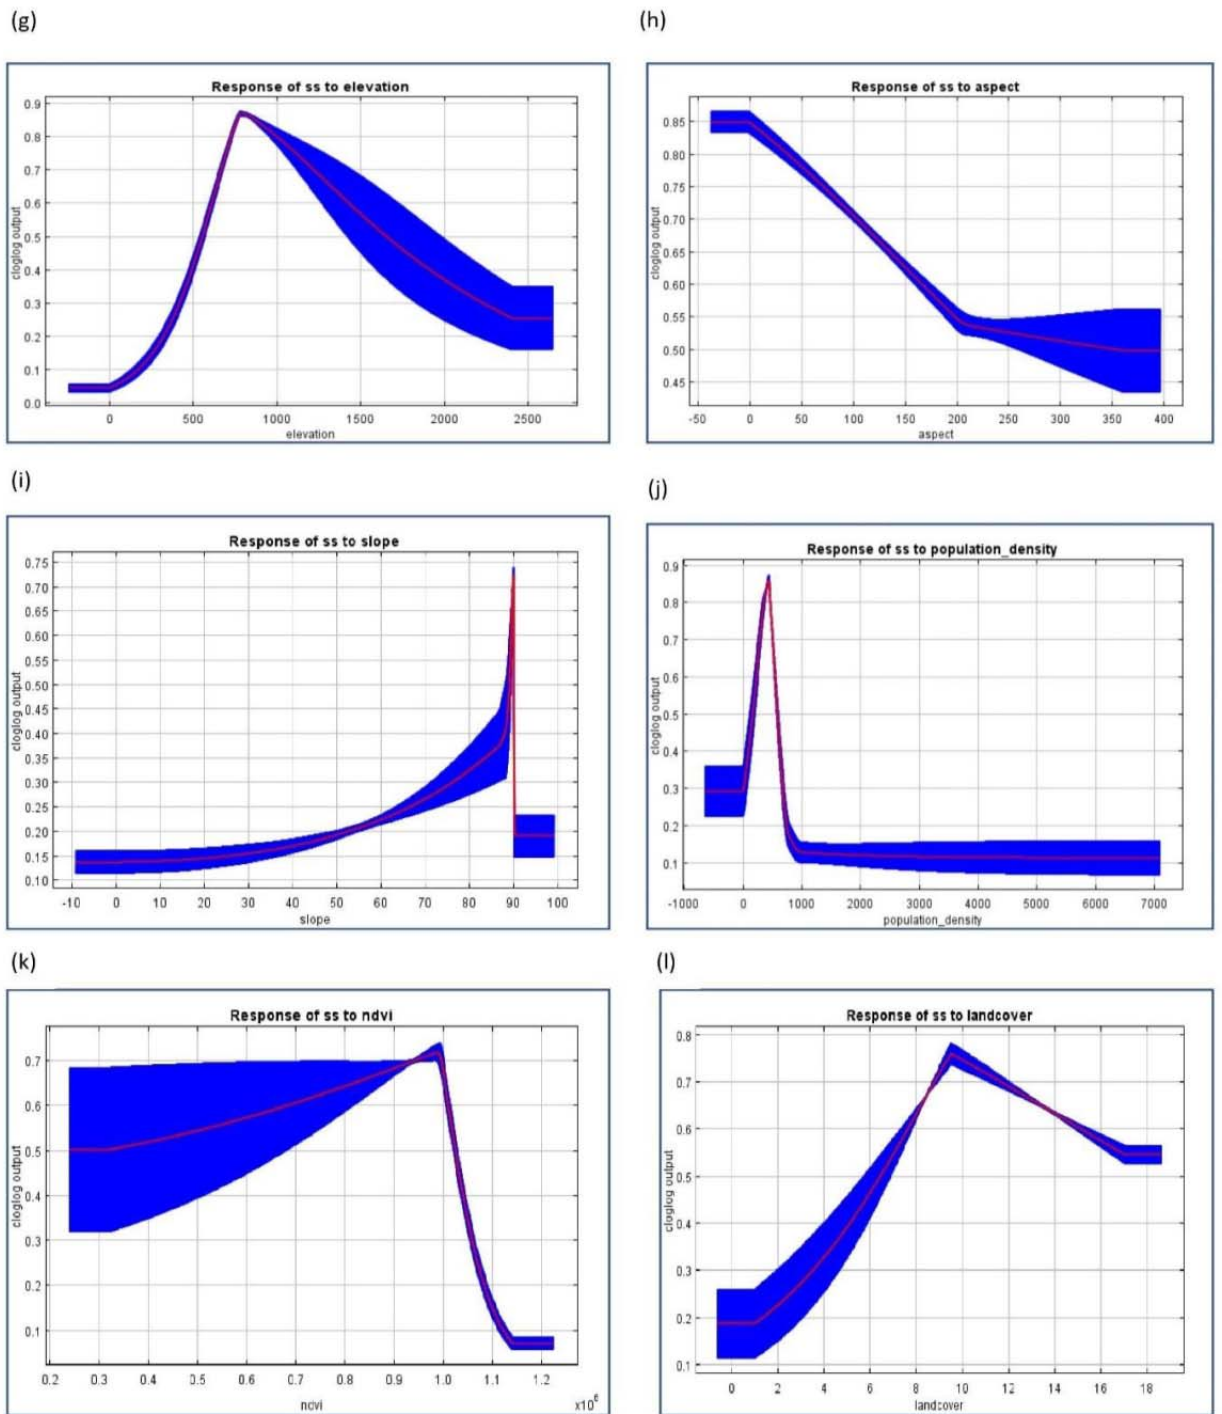 (g)
Response of ss to elevation
cloglog output
0.9
0.8
0.7
0.6
0.5
0.4
0.3
0.2
0.1
0.0
0 500 1000 1500 2000 2500
elevation
(h)
Response of ss to aspect
cloglog output
0.85
0.80
0.75
0.70
0.65
0.60
0.55
0.50
0.45
-50 0 50 100 150 200 250 300 350 400
aspect
(i)
Response of ss to slope
cloglog output
0.75
0.70
0.65
0.60
0.55
0.50
0.45
0.40
0.35
0.30
0.25
0.20
0.15
0.10
-10 0 10 20 30 40 50 60 70 80 90 100
slope
(j)
Response of ss to population_density
cloglog output
0.9
0.8
0.7
0.6
0.5
0.4
0.3
0.2
0.1
-1000 0 1000 2000 3000 4000 5000 6000 7000
population_density
(k)
Response of ss to ndvi
cloglog output
0.7
0.6
0.5
0.4
0.3
0.2
0.1
0.2 0.3 0.4 0.5 0.6 0.7 0.8 0.9 1.0 1.1 1.2
ndvi x10⁶
(l)
Response of ss to landcover
cloglog output
0.8
0.7
0.6
0.5
0.4
0.3
0.2
0.1
0 2 4 6 8 10 12 14 16 18
landcover